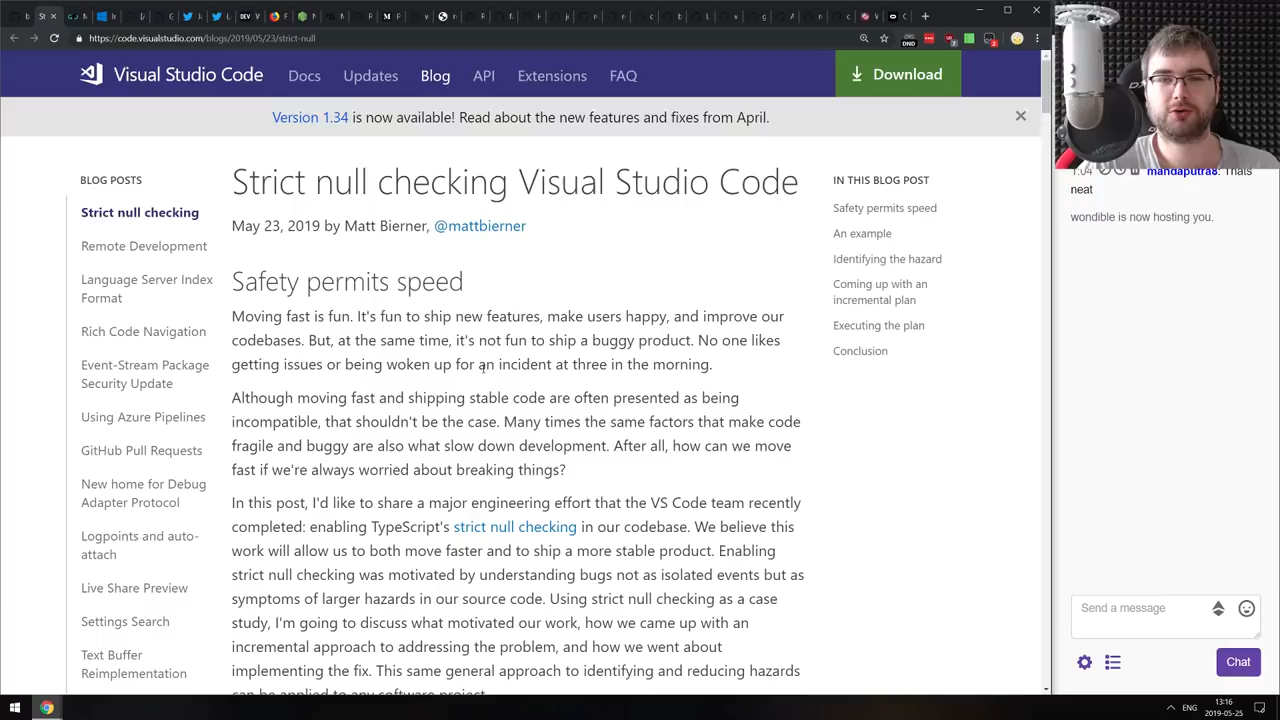 https://code.visualstudio.com/blogs/2019/05/23/strict-null
DEV
DND
Visual Studio Code
Docs
Updates
Blog
API
Extensions
FAQ
Download
Version 1.34 is now available! Read about the new features and fixes from April.
BLOG POSTS
Strict null checking
Remote Development
Language Server Index
Format
Rich Code Navigation
Event-Stream Package
Security Update
Using Azure Pipelines
GitHub Pull Requests
New home for Debug
Adapter Protocol
Logpoints and auto-
attach
Live Share Preview
Settings Search
Text Buffer
Reimplementation
Strict null checking Visual Studio Code
May 23, 2019 by Matt Bierner, @mattbierner
Safety permits speed
Moving fast is fun. It's fun to ship new features, make users happy, and improve our
codebases. But, at the same time, it's not fun to ship a buggy product. No one likes
getting issues or being woken up for an incident at three in the morning.
Although moving fast and shipping stable code are often presented as being
incompatible, that shouldn't be the case. Many times the same factors that make code
fragile and buggy are also what slow down development. After all, how can we move
fast if we're always worried about breaking things?
In this post, I'd like to share a major engineering effort that the VS Code team recently
completed: enabling TypeScript's strict null checking in our codebase. We believe this
work will allow us to both move faster and to ship a more stable product. Enabling
strict null checking was motivated by understanding bugs not as isolated events but as
symptoms of larger hazards in our source code. Using strict null checking as a case
study, I'm going to discuss what motivated our work, how we came up with an
incremental approach to addressing the problem, and how we went about
implementing the fix. This same general approach to identifying and reducing hazards
can be applied to any software project.
IN THIS BLOG POST
Safety permits speed
An example
Identifying the hazard
Coming up with an
incremental plan
Executing the plan
Conclusion
1:04 mandaputra8: Thats
neat
wondible is now hosting you.
Send a message
Chat
ENG
13:16
2019-05-25